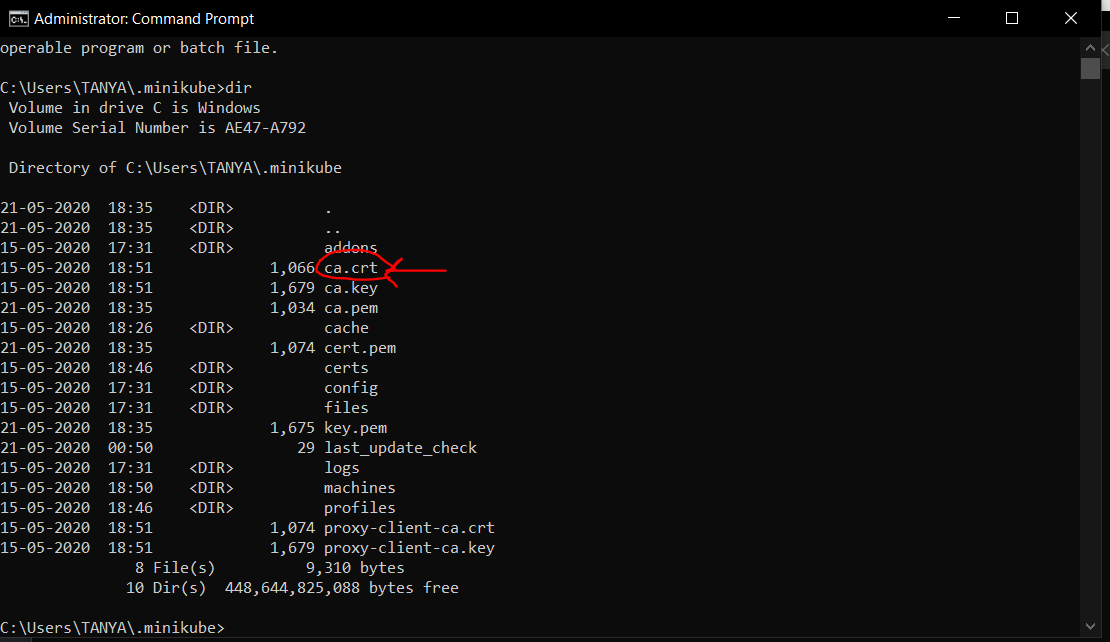 Administrator: Command Prompt
operable program or batch file.
C:\Users\TANYA\.minikube>dir
 Volume in drive C is Windows
 Volume Serial Number is AE47-A792
 Directory of C:\Users\TANYA\.minikube
21-05-2020  18:35    <DIR>          .
21-05-2020  18:35    <DIR>          ..
15-05-2020  17:31    <DIR>          addons
15-05-2020  18:51             1,066 ca.crt
15-05-2020  18:51             1,679 ca.key
21-05-2020  18:35             1,034 ca.pem
15-05-2020  18:26    <DIR>          cache
21-05-2020  18:35             1,074 cert.pem
15-05-2020  18:46    <DIR>          certs
15-05-2020  17:31    <DIR>          config
15-05-2020  17:31    <DIR>          files
21-05-2020  18:35             1,675 key.pem
21-05-2020  00:50                29 last_update_check
15-05-2020  17:31    <DIR>          logs
15-05-2020  18:50    <DIR>          machines
15-05-2020  18:46    <DIR>          profiles
15-05-2020  18:51             1,074 proxy-client-ca.crt
15-05-2020  18:51             1,679 proxy-client-ca.key
               8 File(s)          9,310 bytes
              10 Dir(s)  448,644,825,088 bytes free
C:\Users\TANYA\.minikube>